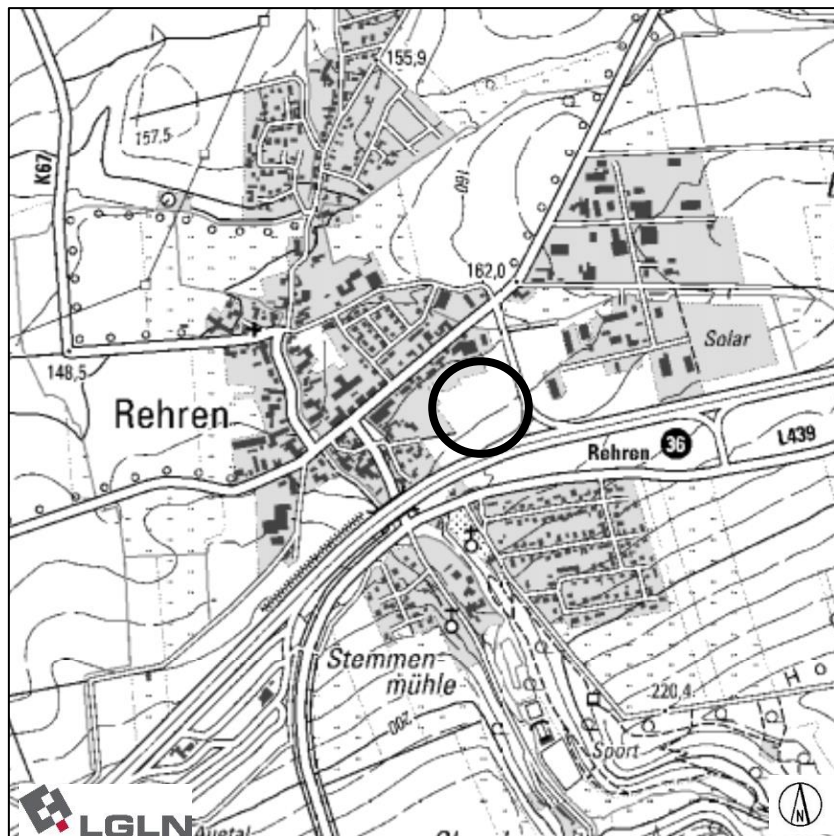 155,9
157,5
K67
160
162,0
Solar
148,5
Rehren
Rehren
36
L439
Stemmen-
mühle
220,4
200
Sport
LGLN
Auetal
N